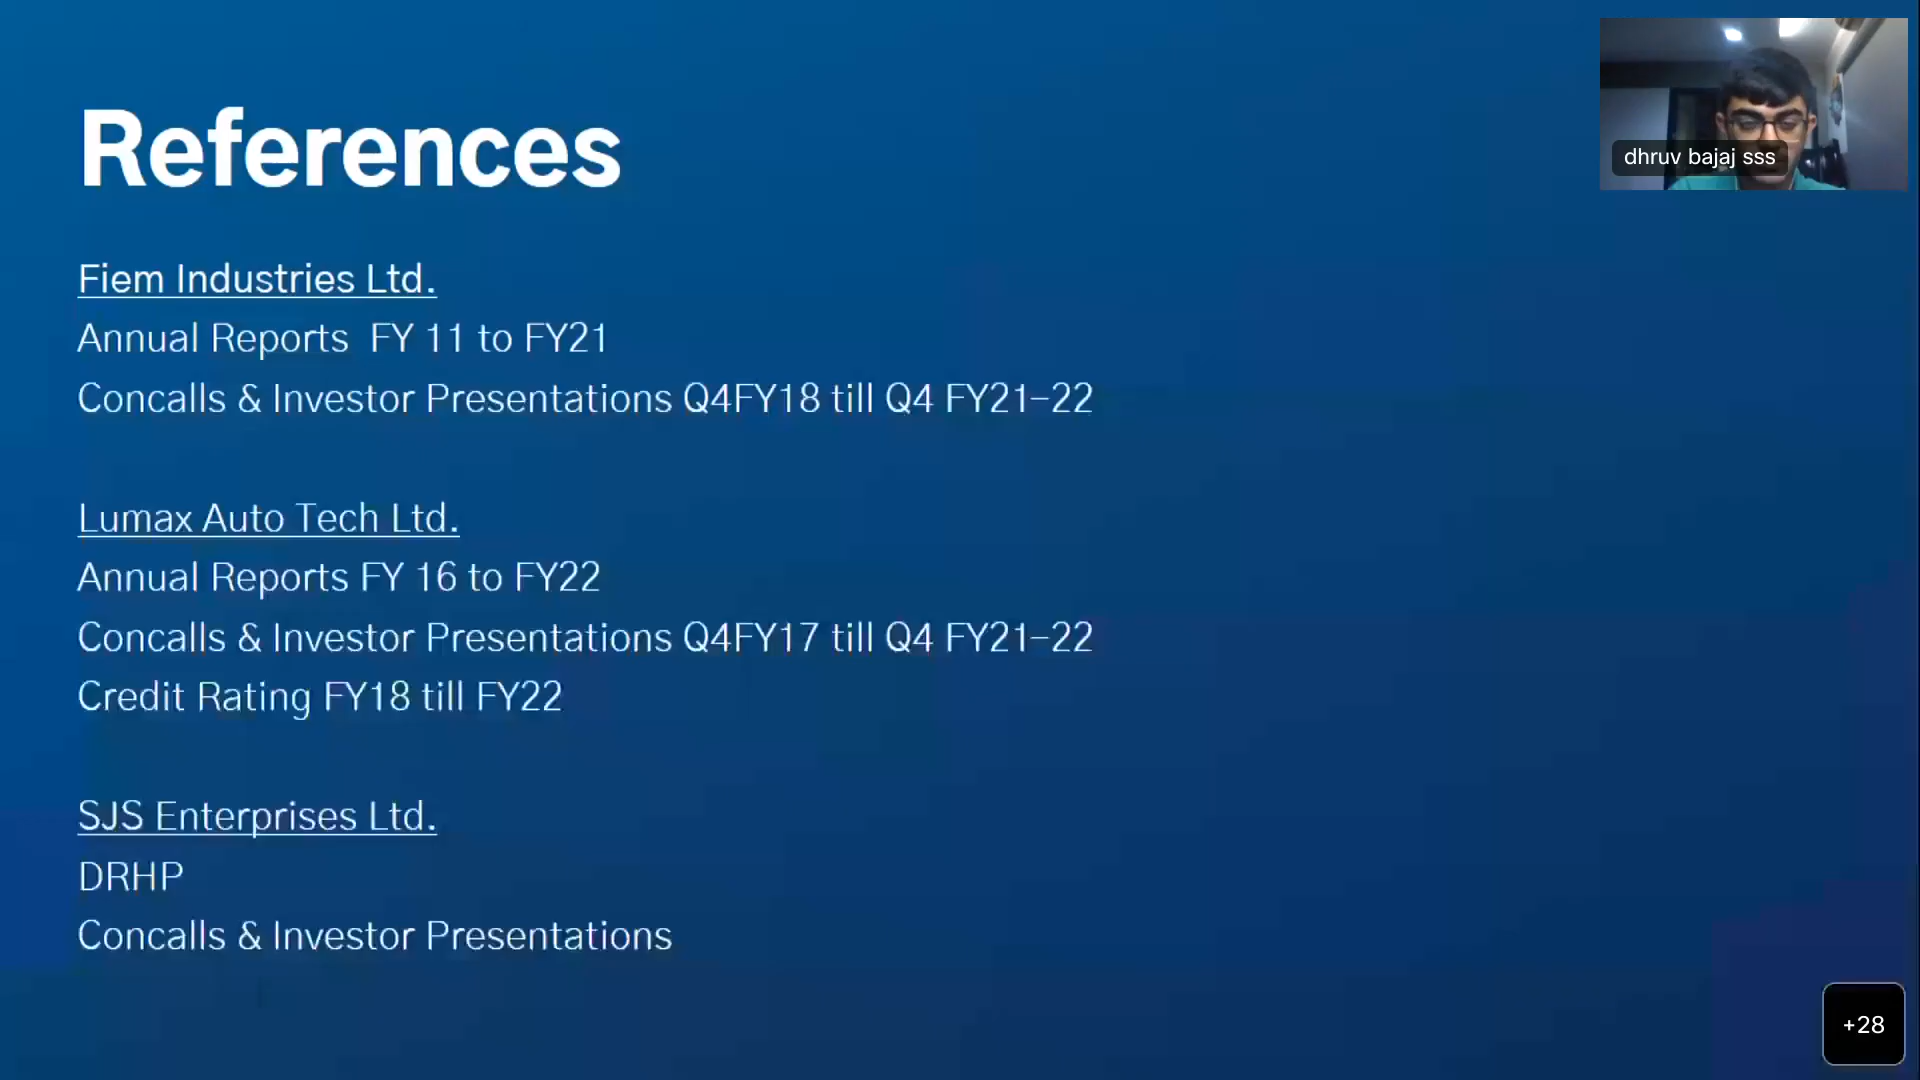 References
dhruv bajaj sss
Fiem Industries Ltd.
Annual Reports  FY 11 to FY21
Concalls & Investor Presentations Q4FY18 till Q4 FY21-22
Lumax Auto Tech Ltd.
Annual Reports FY 16 to FY22
Concalls & Investor Presentations Q4FY17 till Q4 FY21-22
Credit Rating FY18 till FY22
SJS Enterprises Ltd.
DRHP
Concalls & Investor Presentations
+28